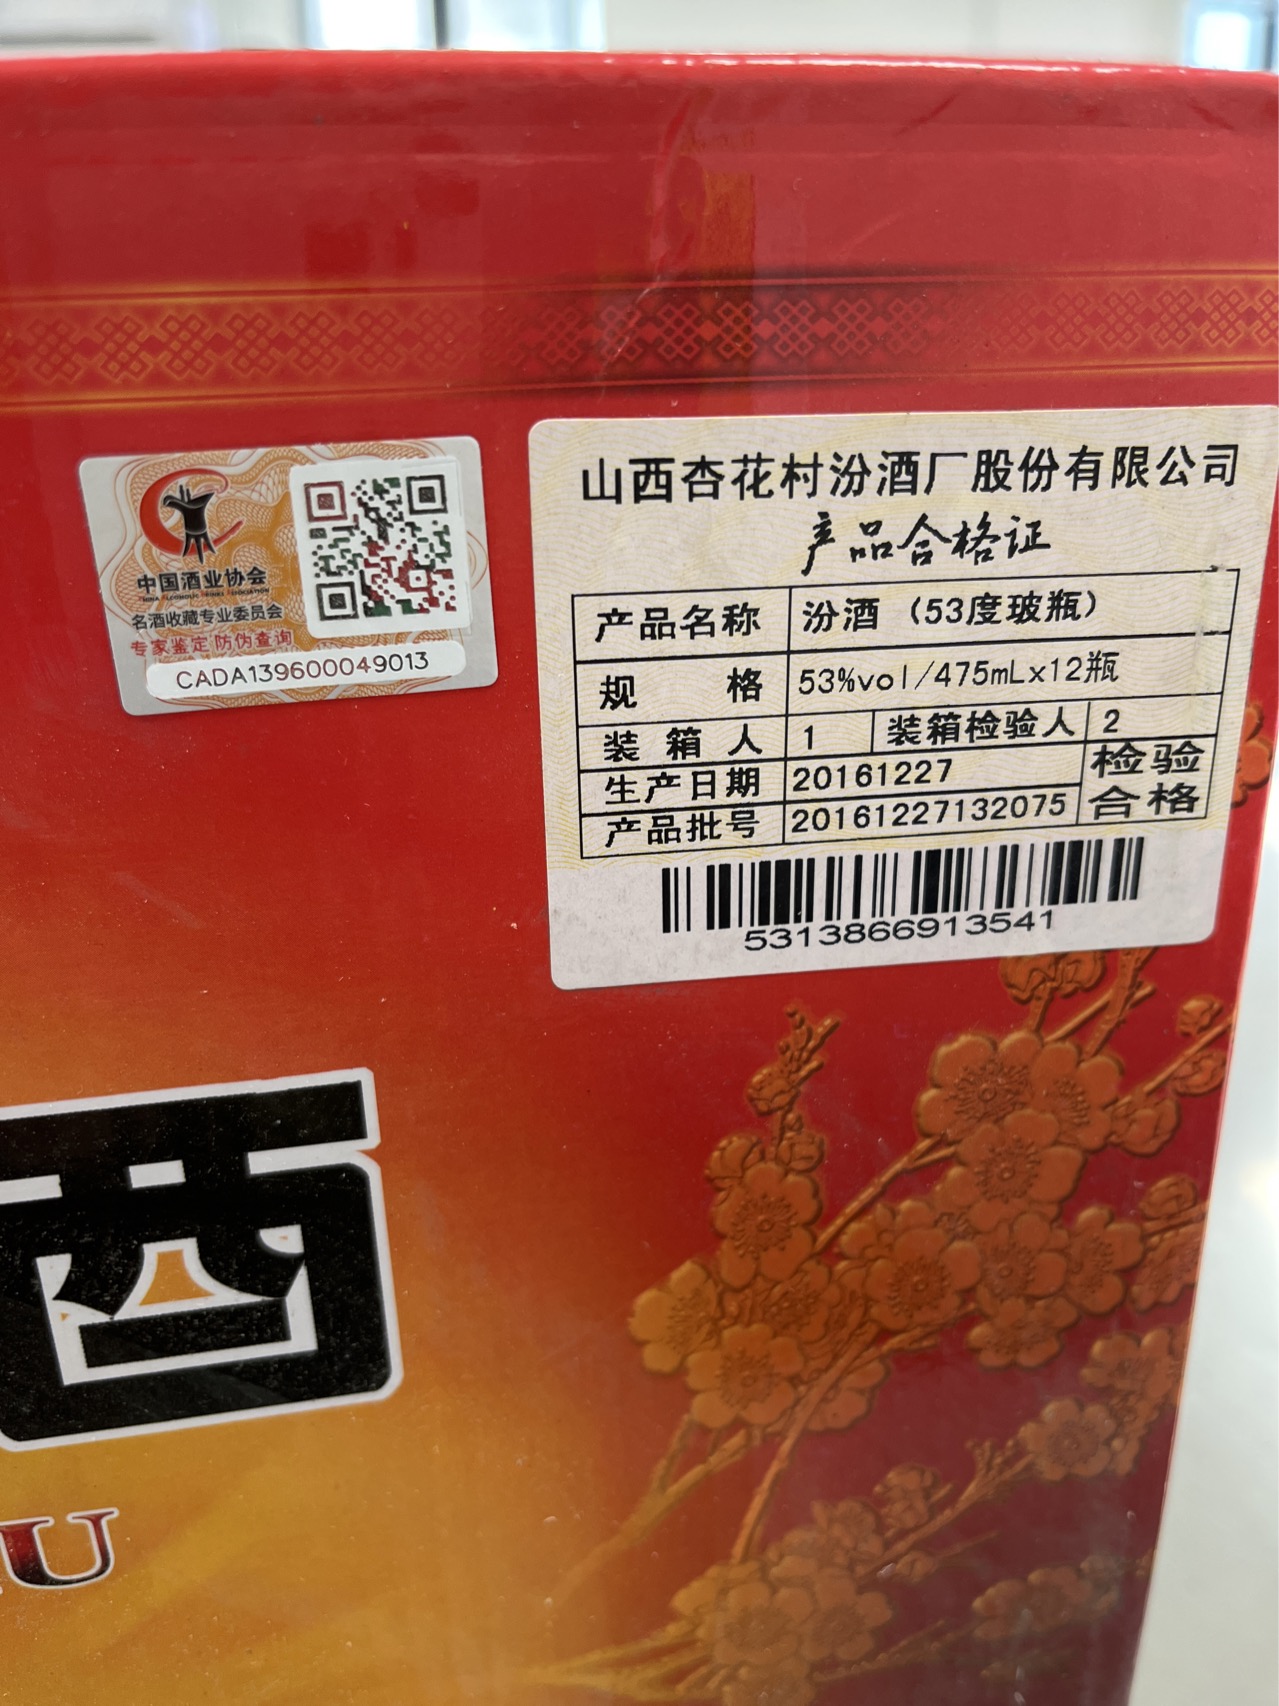 中国酒业协会
CHINA ALCOHOLIC DRINKS ASSOCIATION
名酒收藏专业委员会
专家鉴定 防伪查询
CADA139600049013
山西杏花村汾酒厂股份有限公司
产品合格证
产品名称 汾酒（53度玻瓶）
规 格 53%vol/475mLx12瓶
装箱人 1 装箱检验人 2
生产日期 20161227
检验合格
产品批号 20161227132075
5313866913541